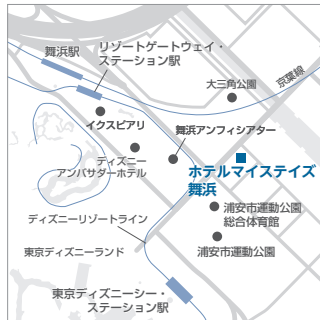 リゾートゲートウェイ・
ステーション駅
舞浜駅
京葉線
大三角公園
イクスピアリ
舞浜アンフィシアター
ディズニー
アンバサダーホテル
ホテルマイステイズ
舞浜
浦安市運動公園
総合体育館
ディズニーリゾートライン
浦安市運動公園
東京ディズニーランド
東京ディズニーシー・
ステーション駅